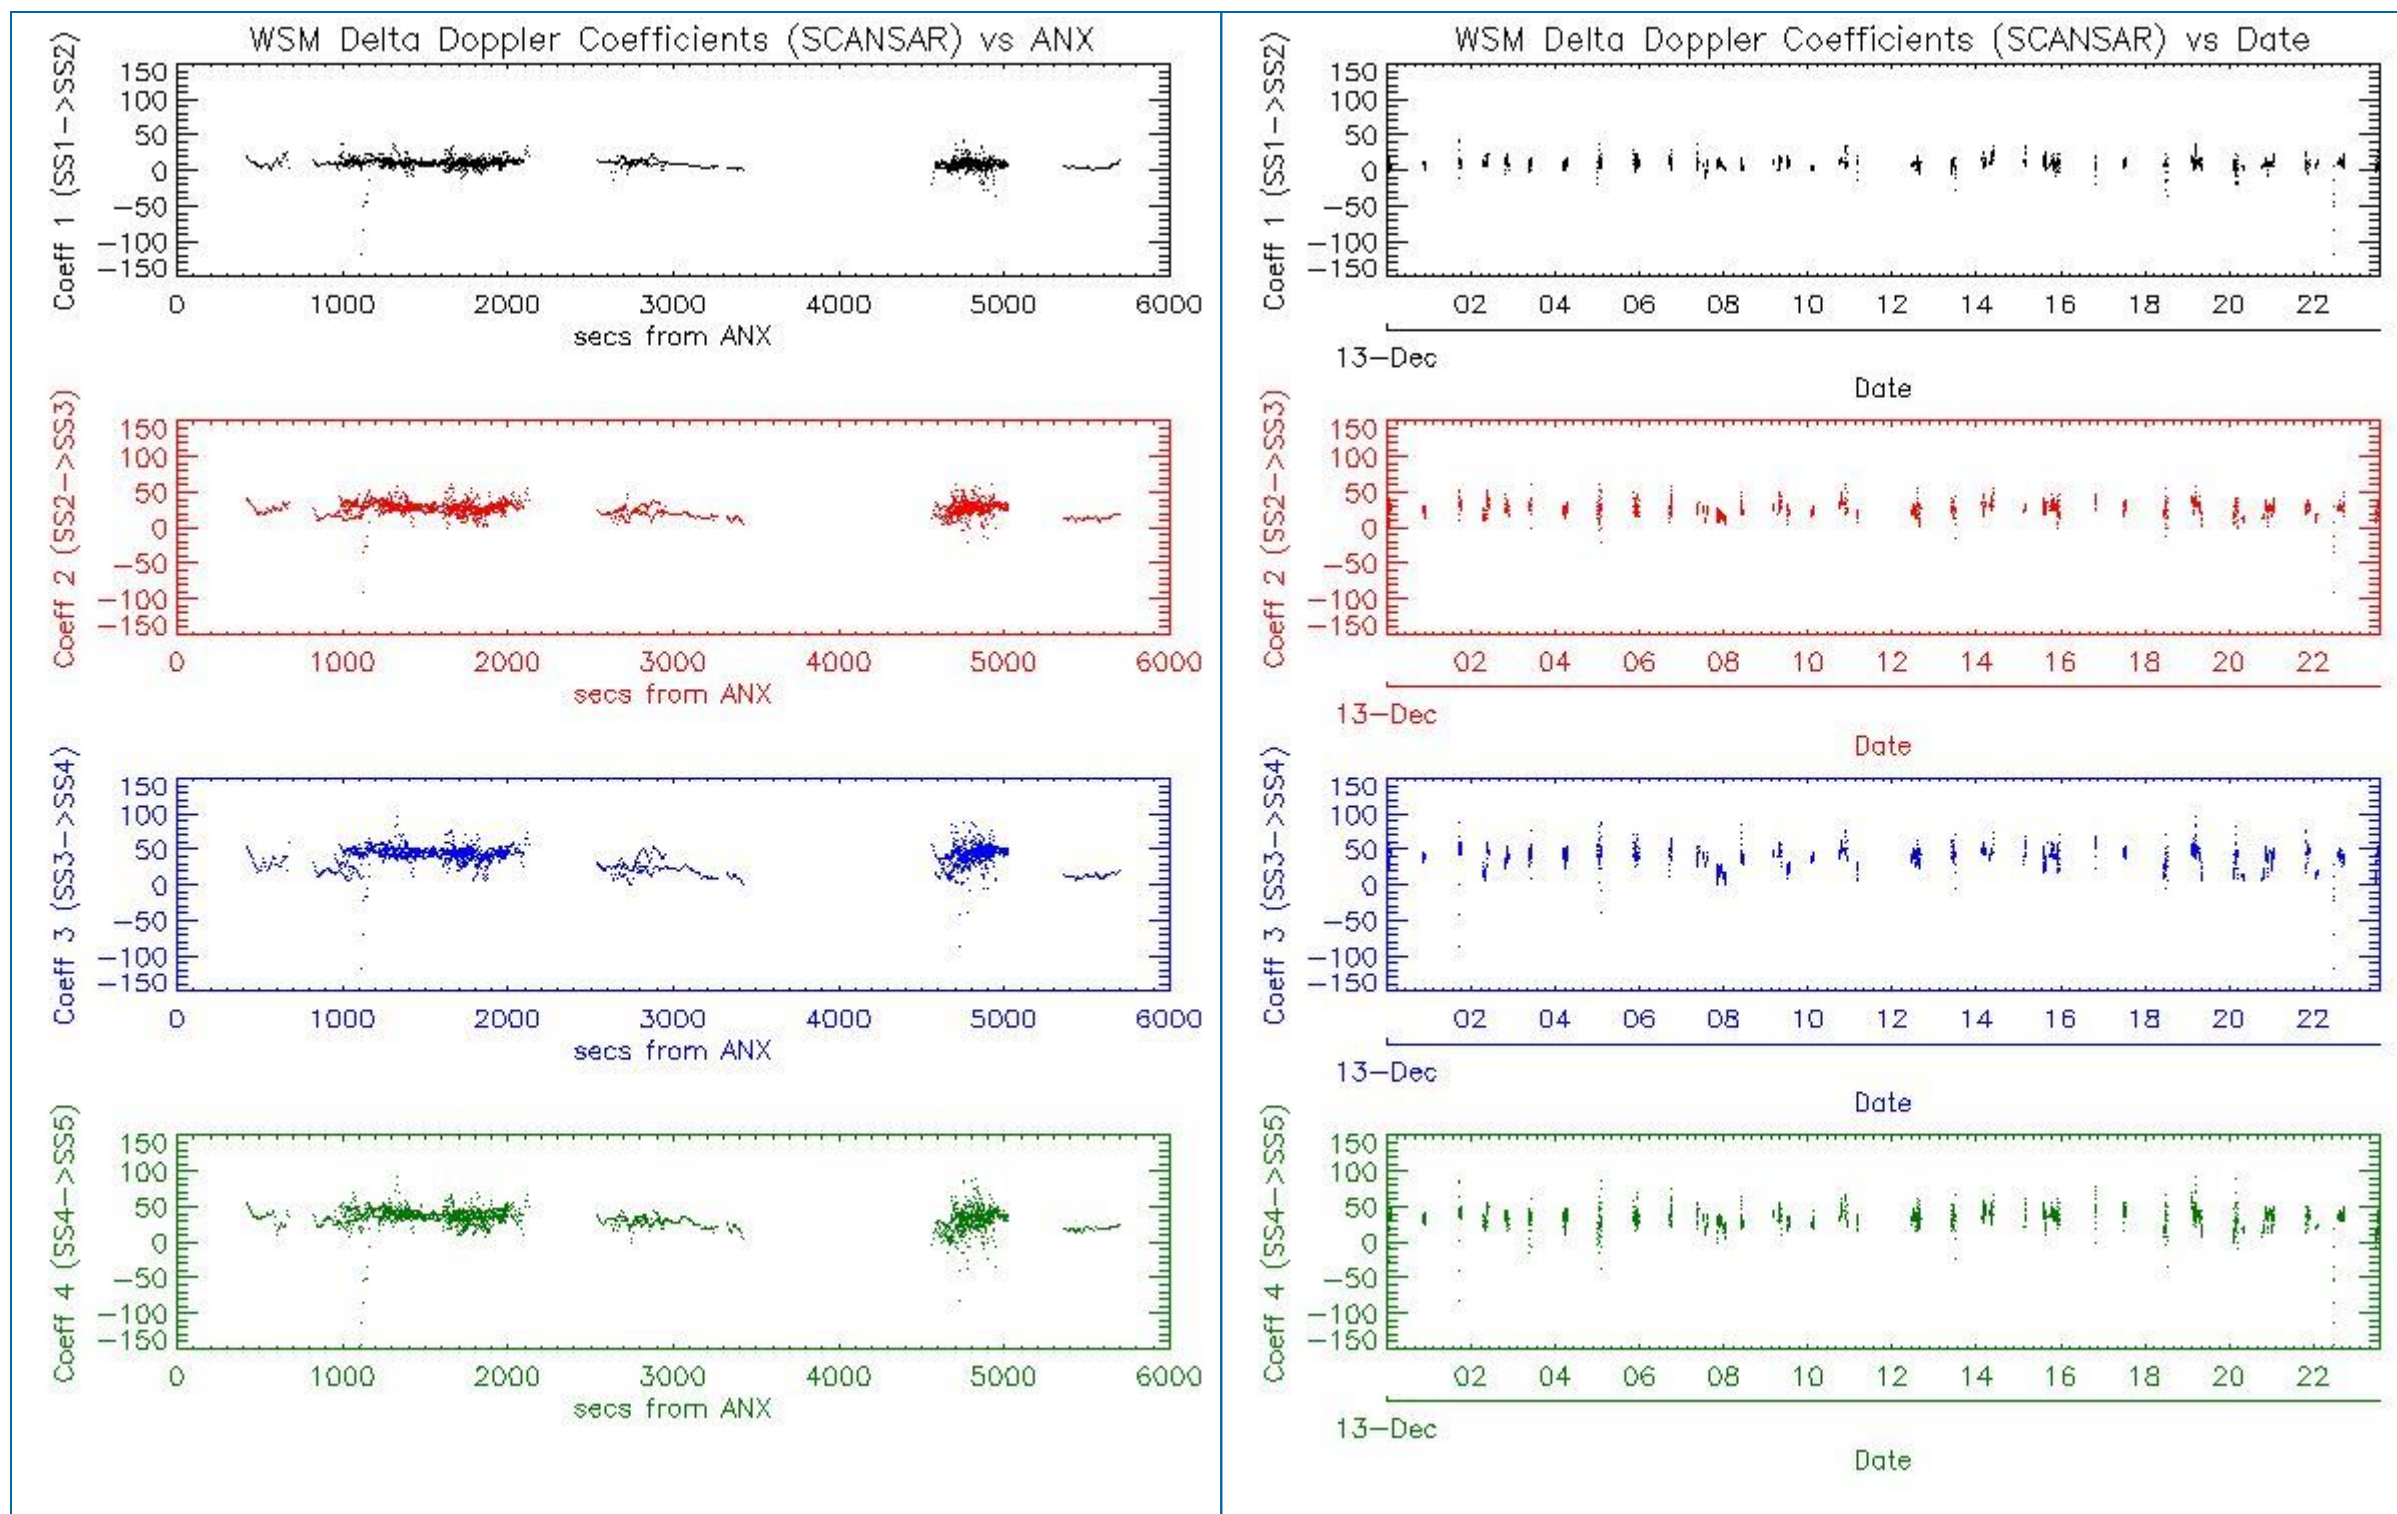 WSM Delta Doppler Coefficients (SCANSAR) vs ANX
Coeff 1 (SS1->SS2)
150
100
50
0
-50
-100
-150
0 1000 2000 3000 4000 5000 6000
secs from ANX
Coeff 2 (SS2->SS3)
150
100
50
0
-50
-100
-150
0 1000 2000 3000 4000 5000 6000
secs from ANX
Coeff 3 (SS3->SS4)
150
100
50
0
-50
-100
-150
0 1000 2000 3000 4000 5000 6000
secs from ANX
Coeff 4 (SS4->SS5)
150
100
50
0
-50
-100
-150
0 1000 2000 3000 4000 5000 6000
secs from ANX
WSM Delta Doppler Coefficients (SCANSAR) vs Date
Coeff 1 (SS1->SS2)
150
100
50
0
-50
-100
-150
02 04 06 08 10 12 14 16 18 20 22
13-Dec
Date
Coeff 2 (SS2->SS3)
150
100
50
0
-50
-100
-150
02 04 06 08 10 12 14 16 18 20 22
13-Dec
Date
Coeff 3 (SS3->SS4)
150
100
50
0
-50
-100
-150
02 04 06 08 10 12 14 16 18 20 22
13-Dec
Date
Coeff 4 (SS4->SS5)
150
100
50
0
-50
-100
-150
02 04 06 08 10 12 14 16 18 20 22
13-Dec
Date